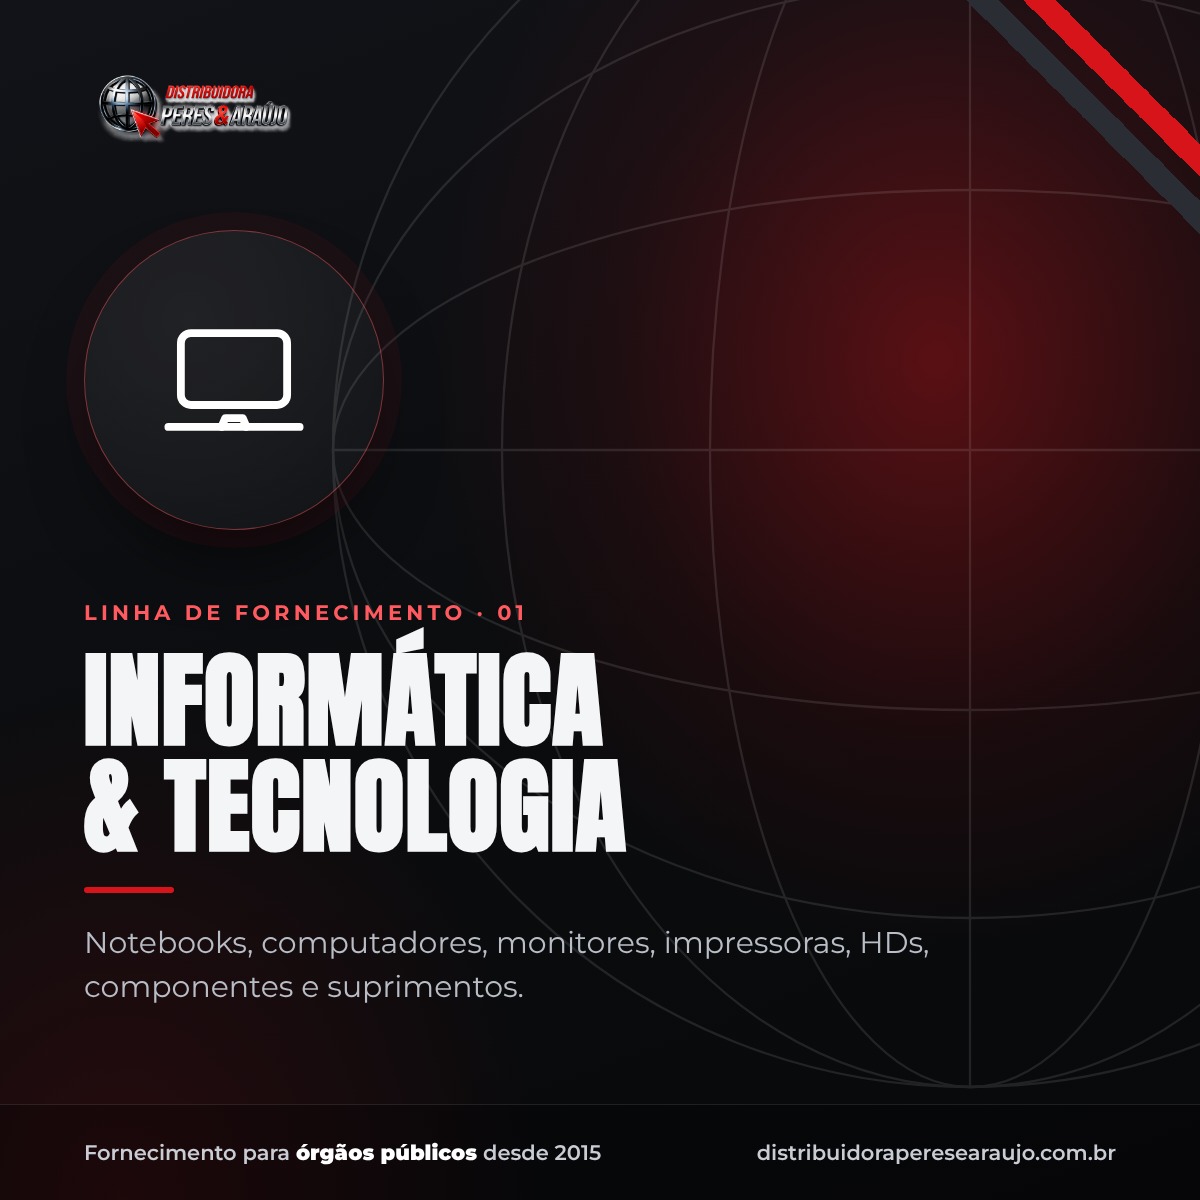 DISTRIBUIDORA
PERES & ARAÚJO
LINHA DE FORNECIMENTO · 01
INFORMÁTICA
& TECNOLOGIA
Notebooks, computadores, monitores, impressoras, HDs,
componentes e suprimentos.
Fornecimento para órgãos públicos desde 2015
distribuidoraperesearaujo.com.br